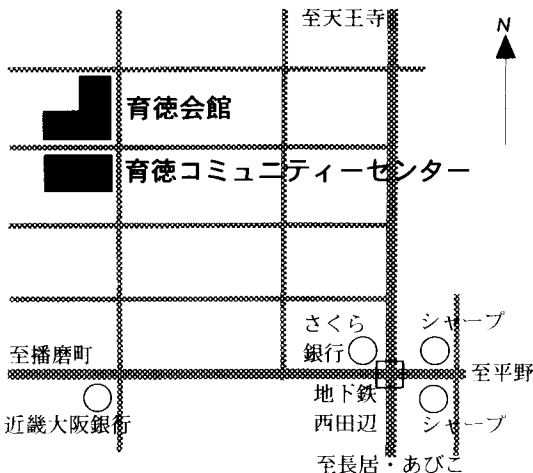 至天王寺
N
育徳会館
育徳コミュニティーセンター
さくら
銀行
シャープ
至播磨町
至平野
地下鉄
西田辺
近畿大阪銀行
シャープ
至長居・あびこ